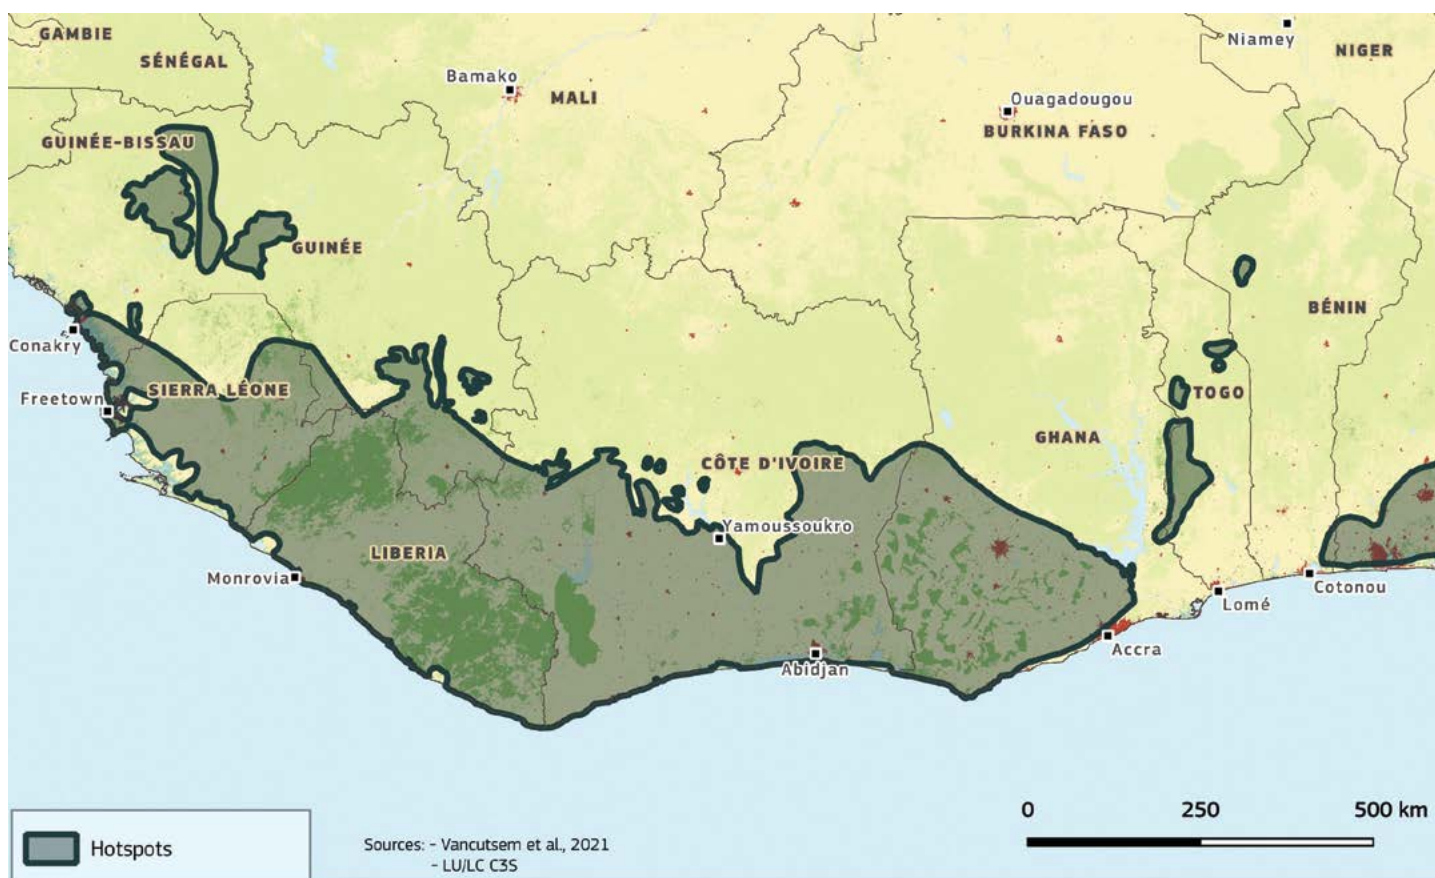 GAMBIE
SÉNÉGAL
Bamako
MALI
Niamey
NIGER
Ouagadougou
BURKINA FASO
GUINÉE-BISSAU
GUINÉE
BÉNIN
Conakry
SIERRA LÉONE
Freetown
TOGO
GHANA
CÔTE D'IVOIRE
Yamoussoukro
LIBERIA
Monrovia
Cotonou
Lomé
Accra
Abidjan
0 250 500 km
Hotspots
Sources: - Vancutsem et al., 2021
- LU/LC C3S